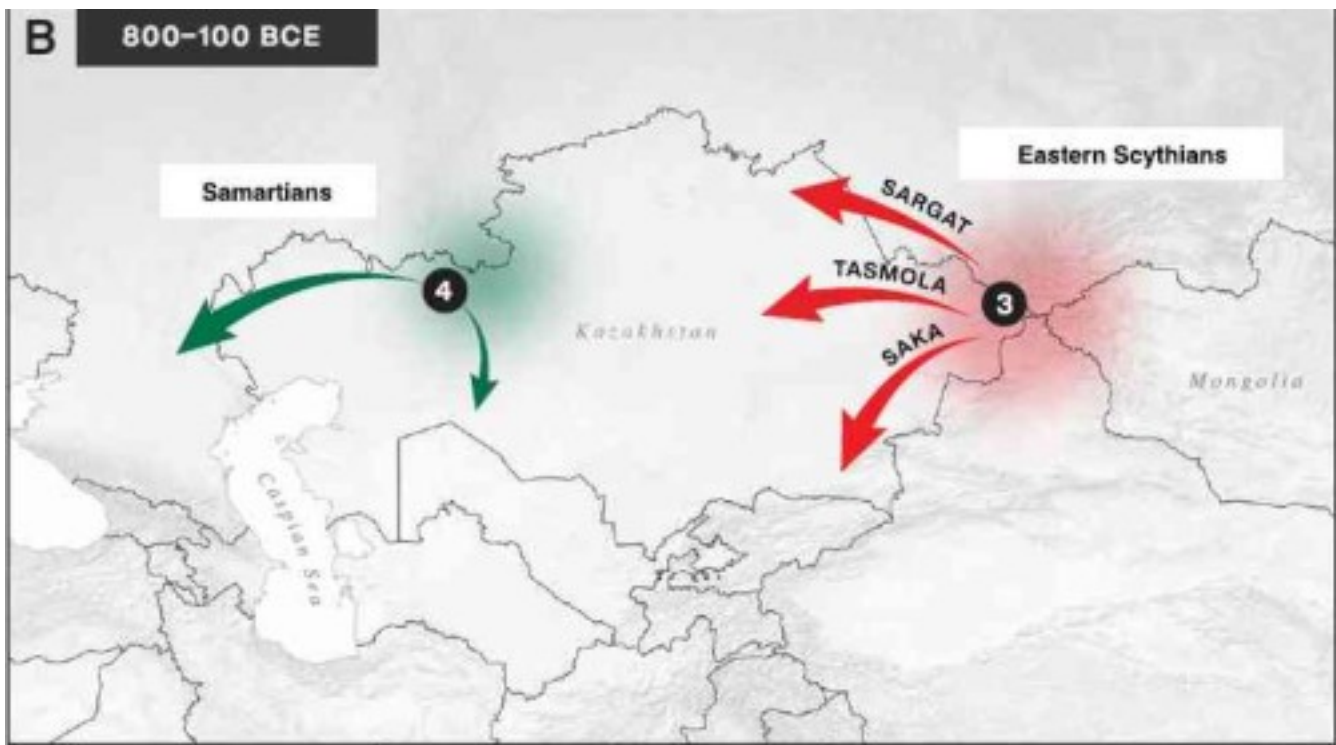 B
800–100 BCE
Samartians
Eastern Scythians
SARGAT
TASMOLA
SAKA
4
3
Kazakhstan
Mongolia
Caspian Sea